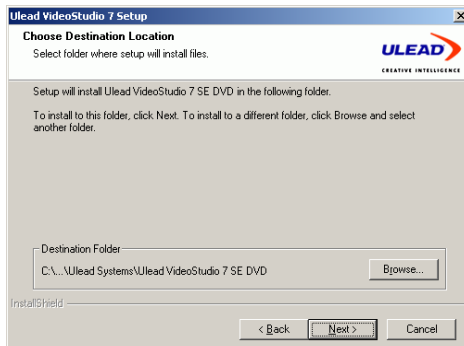 Ulead VideoStudio 7 Setup
Choose Destination Location
Select folder where setup will install files.
ULEAD
CREATIVE INTELLIGENCE
Setup will install Ulead VideoStudio 7 SE DVD in the following folder.
To install to this folder, click Next. To install to a different folder, click Browse and select
another folder.
Destination Folder
C:\...\Ulead Systems\Ulead VideoStudio 7 SE DVD
Browse...
InstallShield
< Back
Next >
Cancel